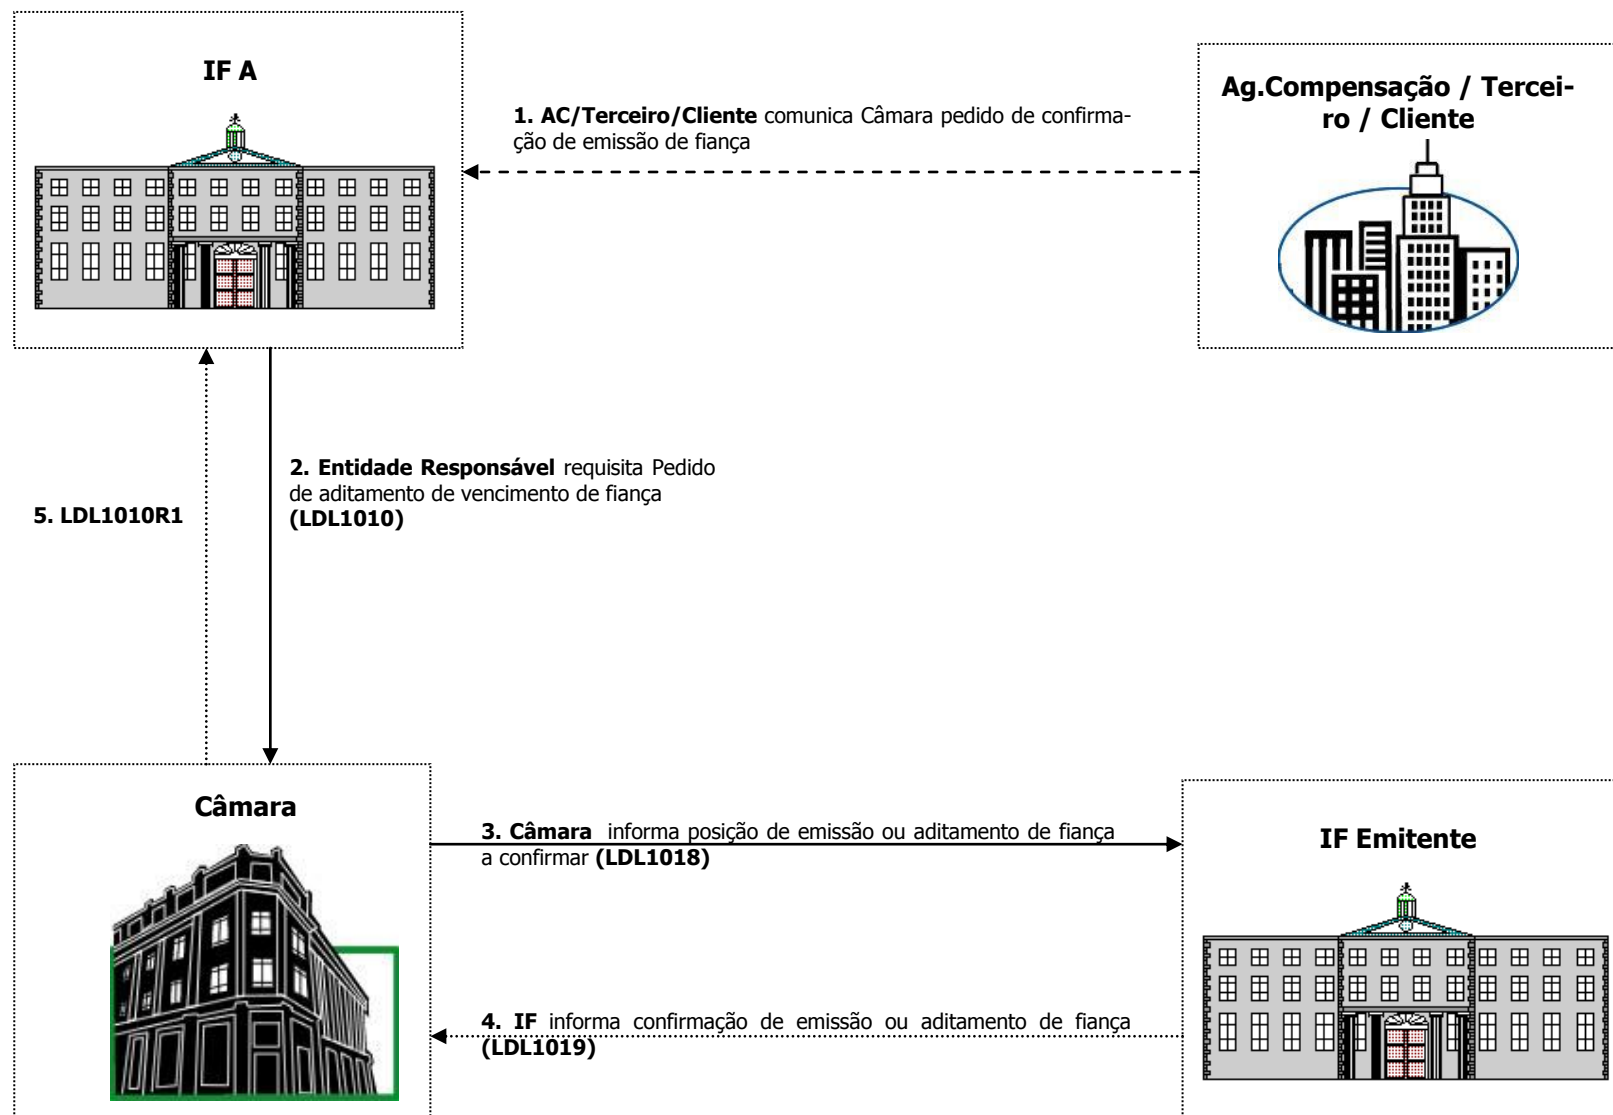 IF A
Ag.Compensação / Tercei-
ro / Cliente
1. AC/Terceiro/Cliente comunica Câmara pedido de confirma-
ção de emissão de fiança
2. Entidade Responsável requisita Pedido
de aditamento de vencimento de fiança
(LDL1010)
5. LDL1010R1
Câmara
3. Câmara informa posição de emissão ou aditamento de fiança
a confirmar (LDL1018)
IF Emitente
4. IF informa confirmação de emissão ou aditamento de fiança
(LDL1019)